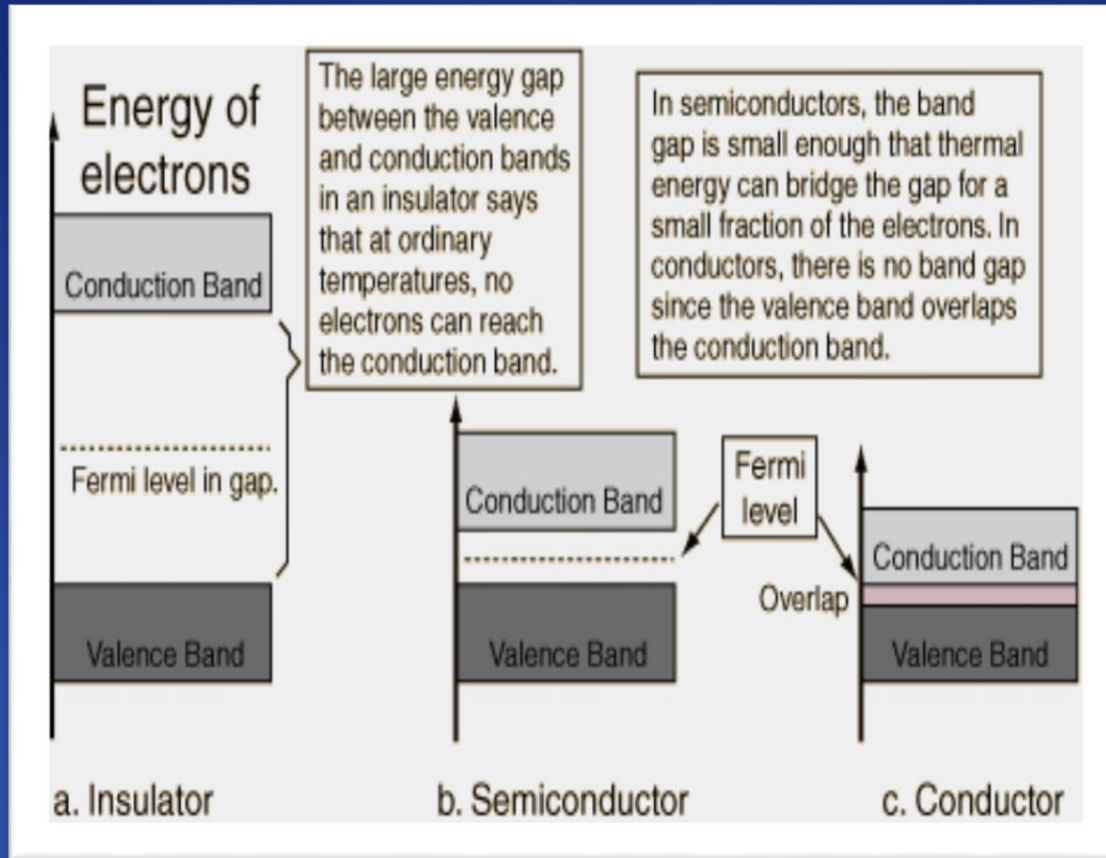 Energy of
electrons
The large energy gap
between the valence
and conduction bands
in an insulator says
that at ordinary
temperatures, no
electrons can reach
the conduction band.
In semiconductors, the band
gap is small enough that thermal
energy can bridge the gap for a
small fraction of the electrons. In
conductors, there is no band gap
since the valence band overlaps
the conduction band.
Conduction Band
Fermi level in gap.
Valence Band
Conduction Band
Valence Band
Fermi
level
Conduction Band
Overlap
Valence Band
a. Insulator
b. Semiconductor
c. Conductor